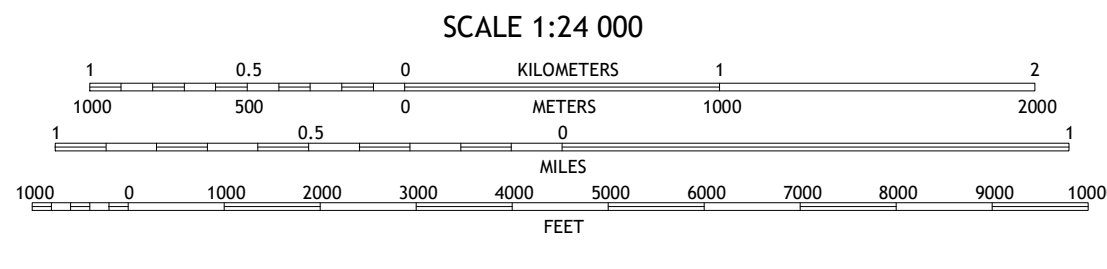 SCALE 1:24 000
1 0.5 0 KILOMETERS 1 2
1000 500 0 METERS 1000 2000
1 0.5 0 1
MILES
1000 0 1000 2000 3000 4000 5000 6000 7000 8000 9000 1000
FEET